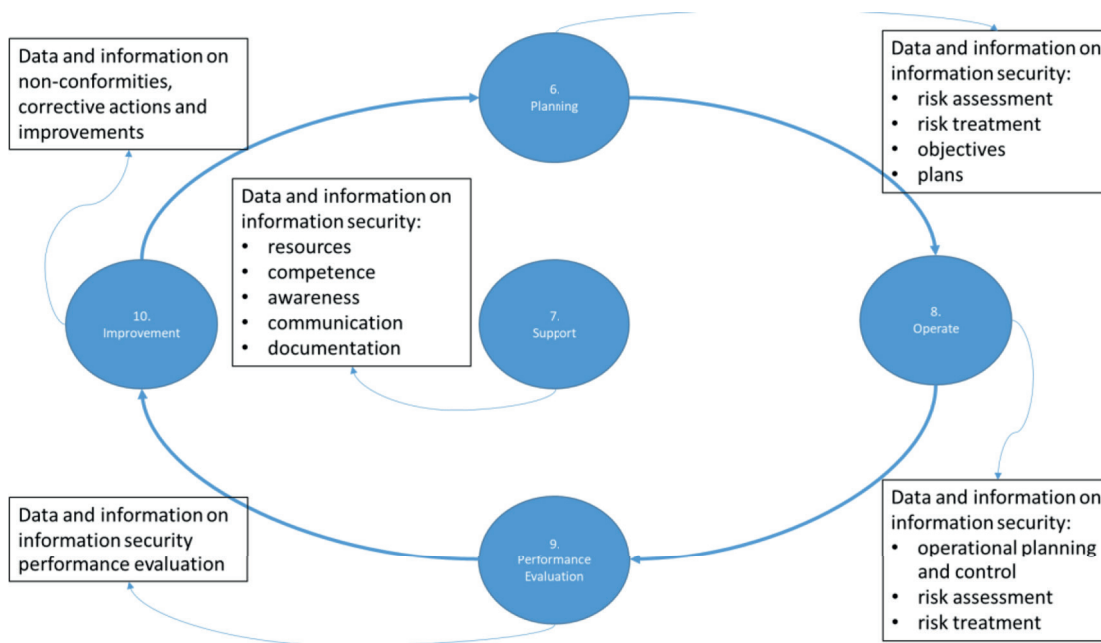 Data and information on
non-conformities,
corrective actions and
improvements
6.
Planning
Data and information on
information security:
• risk assessment
• risk treatment
• objectives
• plans
Data and information on
information security:
• resources
• competence
• awareness
• communication
• documentation
10.
Improvement
7.
Support
8.
Operate
Data and information on
information security
performance evaluation
9.
Performance
Evaluation
Data and information on
information security:
• operational planning
and control
• risk assessment
• risk treatment